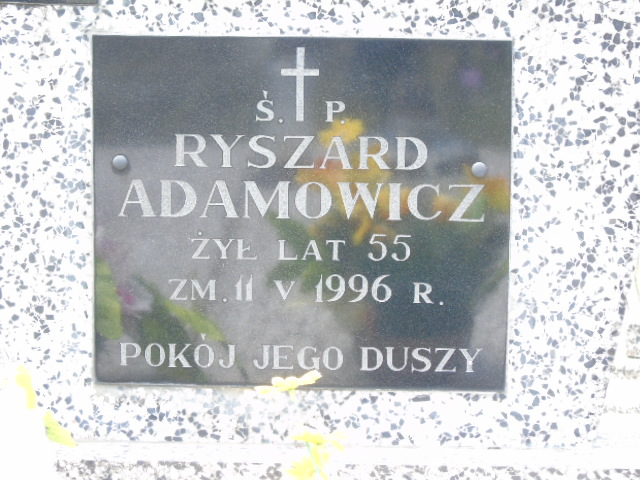 Ś. P.
RYSZARD
ADAMOWICZ
ŻYŁ LAT 55
ZM. 11 V 1996 R.
POKÓJ JEGO DUSZY